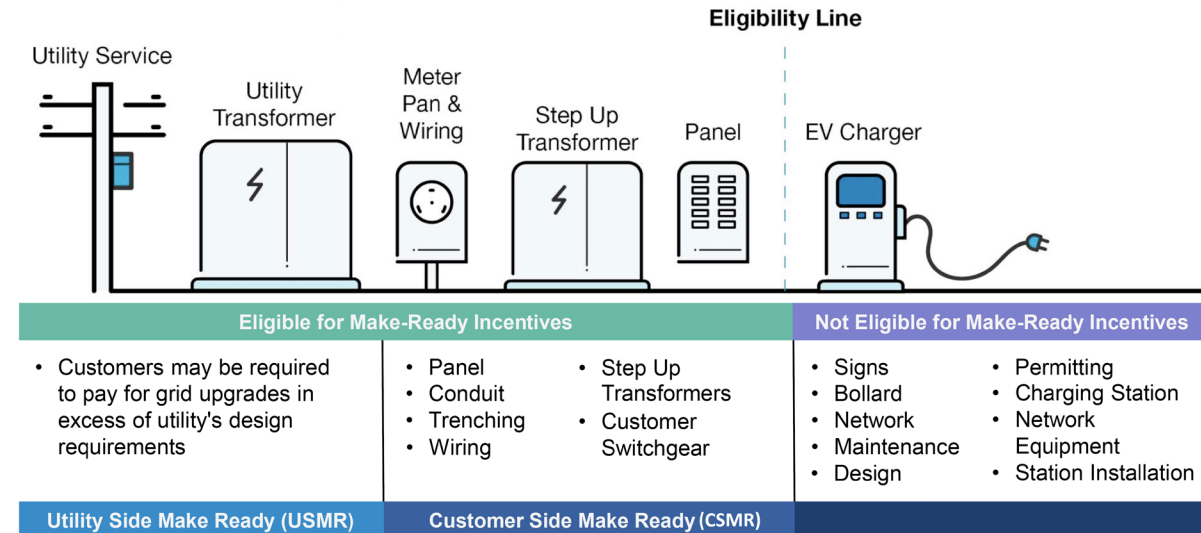 Eligibility Line
Utility Service
Utility
Transformer
Meter
Pan &
Wiring
Step Up
Transformer
Panel
EV Charger
Eligible for Make-Ready Incentives
Not Eligible for Make-Ready Incentives
• Customers may be required
to pay for grid upgrades in
excess of utility's design
requirements
• Panel
• Conduit
• Trenching
• Wiring
• Step Up
Transformers
• Customer
Switchgear
• Signs
• Bollard
• Network
• Maintenance
• Design
• Permitting
• Charging Station
• Network
Equipment
• Station Installation
Utility Side Make Ready (USMR)
Customer Side Make Ready (CSMR)